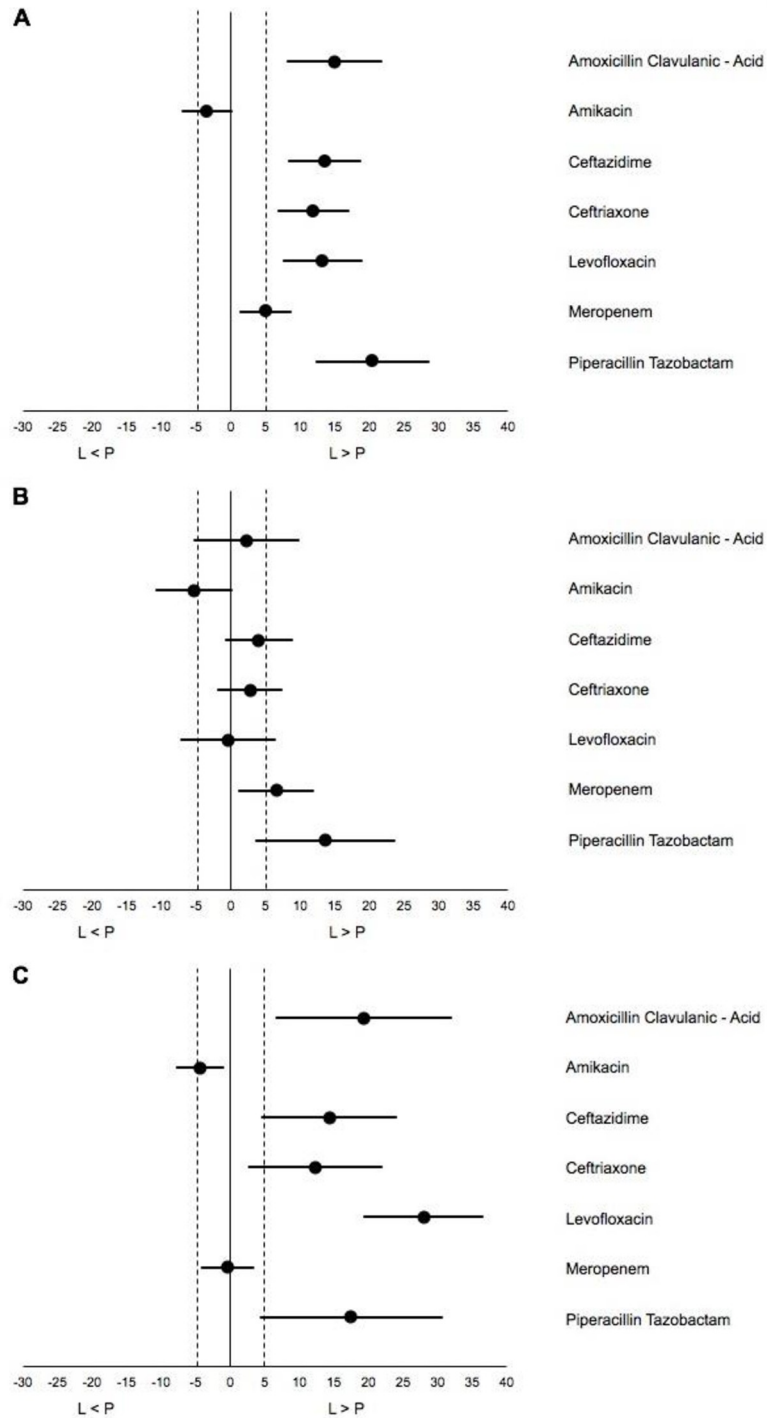 A
Amoxicillin Clavulanic - Acid
Amikacin
Ceftazidime
Ceftriaxone
Levofloxacin
Meropenem
Piperacillin Tazobactam
-30 -25 -20 -15 -10 -5 0 5 10 15 20 25 30 35 40
L < P L > P
B
Amoxicillin Clavulanic - Acid
Amikacin
Ceftazidime
Ceftriaxone
Levofloxacin
Meropenem
Piperacillin Tazobactam
-30 -25 -20 -15 -10 -5 0 5 10 15 20 25 30 35 40
L < P L > P
C
Amoxicillin Clavulanic - Acid
Amikacin
Ceftazidime
Ceftriaxone
Levofloxacin
Meropenem
Piperacillin Tazobactam
-30 -25 -20 -15 -10 -5 0 5 10 15 20 25 30 35 40
L < P L > P